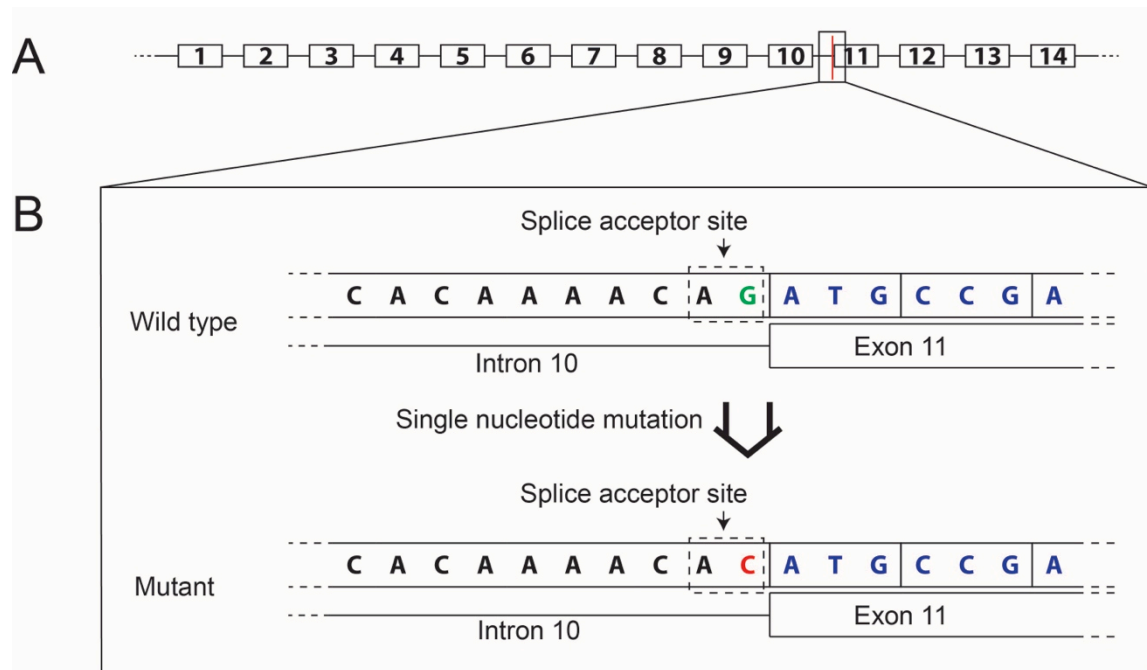 A
1 2 3 4 5 6 7 8 9 10 11 12 13 14
B
Splice acceptor site
C A C A A A A C A G A T G C C G A
Wild type
Exon 11
Intron 10
Single nucleotide mutation
Splice acceptor site
C A C A A A A C A C A T G C C G A
Mutant
Exon 11
Intron 10